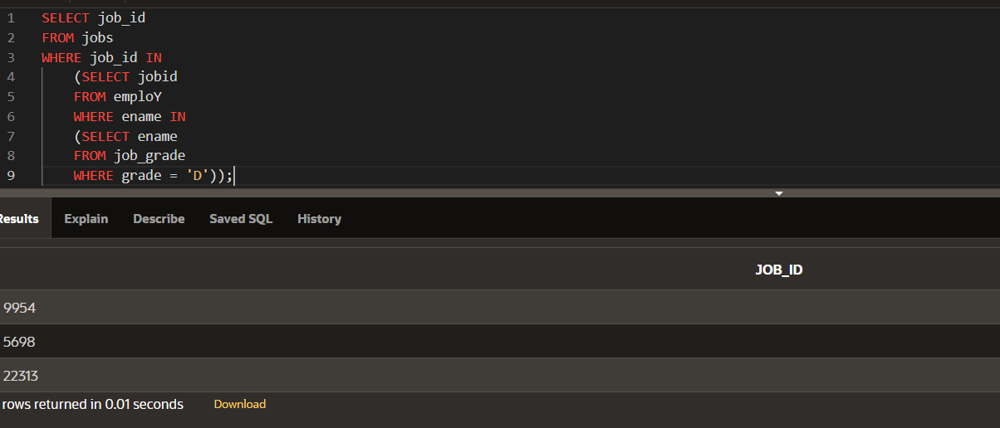 1 SELECT job_id
2 FROM jobs
3 WHERE job_id IN
4 (SELECT jobid
5 FROM emploY
6 WHERE ename IN
7 (SELECT ename
8 FROM job_grade
9 WHERE grade = 'D'));
Results Explain Describe Saved SQL History
JOB_ID
9954
5698
22313
rows returned in 0.01 seconds Download